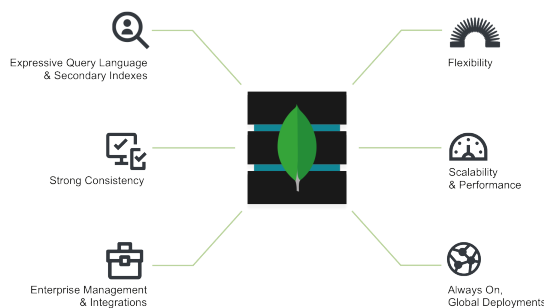 Expressive Query Language
& Secondary Indexes
Flexibility
Strong Consistency
Scalability
& Performance
Enterprise Management
& Integrations
Always On,
Global Deployments